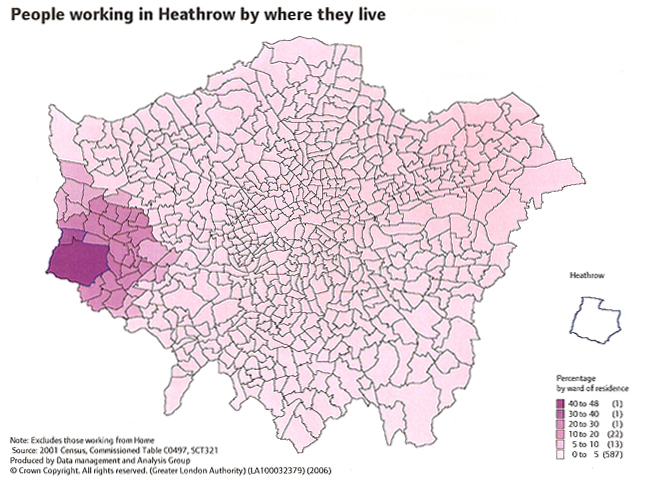 People working in Heathrow by where they live
Heathrow
Percentage
by ward of residence
40 to 48 (1)
30 to 40 (1)
20 to 30 (1)
10 to 20 (22)
5 to 10 (13)
0 to 5 (587)
Note: Excludes those working from Home
Source: 2001 Census, Commissioned Table C0497, SCT321
Produced by Data management and Analysis Group
© Crown Copyright. All rights reserved. (Greater London Authority) (LA100032379) (2006)